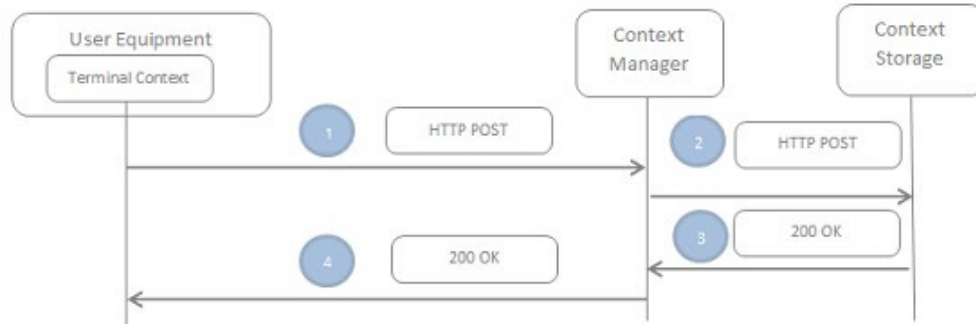 User Equipment
Terminal Context
Context
Manager
Context
Storage
1
HTTP POST
2
HTTP POST
3
200 OK
4
200 OK